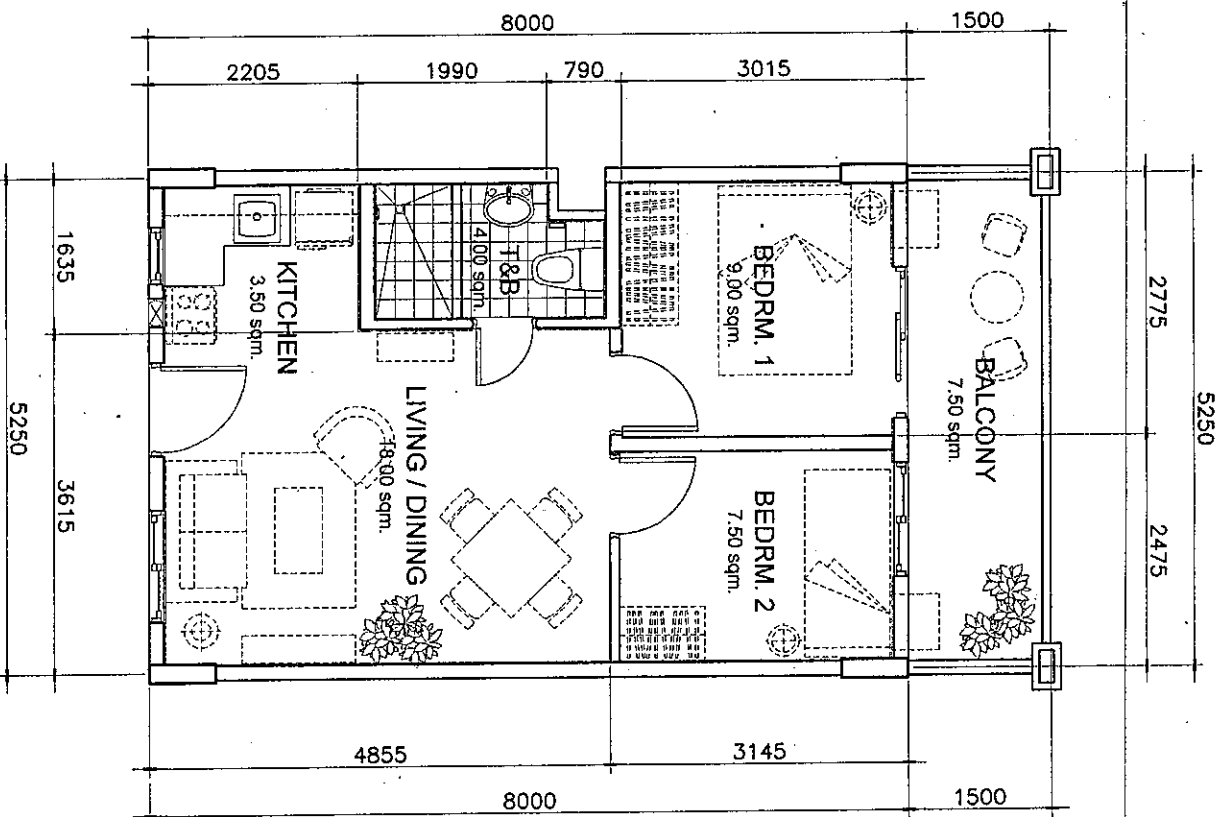 8000
1500
2205
1990
790
3015
1635
5250
3615
KITCHEN
3.50 sqm.
T&B
4.00 sqm.
BEDRM. 1
9.00 sqm.
LIVING / DINING
18.00 sqm.
BEDRM. 2
7.50 sqm.
BALCONY
7.50 sqm.
2775
5250
2475
4855
3145
8000
1500